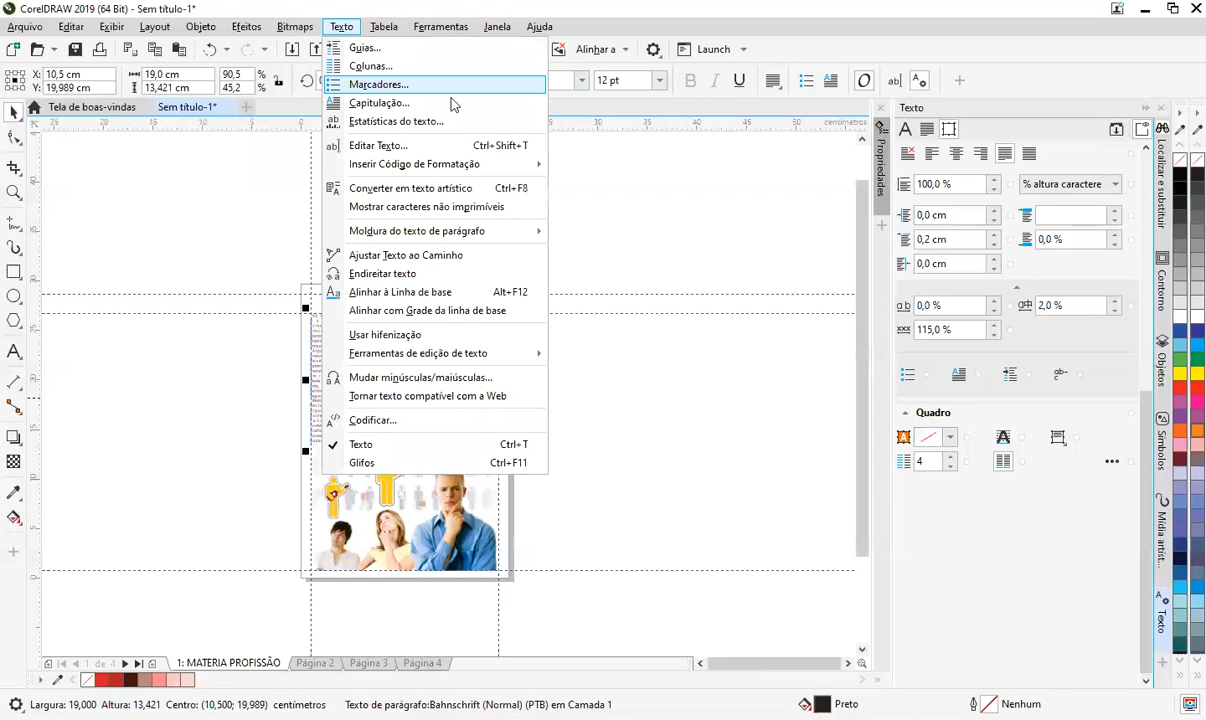 CorelDRAW 2019 (64 Bit) - Sem título-1*
Arquivo Editar Exibir Layout Objeto Efeitos Bitmaps Texto Tabela Ferramentas Janela Ajuda
Alinhar a Launch
X: 10,5 cm 19,0 cm 90,5 %
Y: 19,989 cm 13,421 cm 45,2 %
12 pt
Tela de boas-vindas Sem título-1*
centímetros
Guias...
Colunas...
Marcadores...
Capitulação...
Estatísticas do texto...
Editar Texto... Ctrl+Shift+T
Inserir Código de Formatação
Converter em texto artístico Ctrl+F8
Mostrar caracteres não imprimíveis
Moldura do texto de parágrafo
Ajustar Texto ao Caminho
Endireitar texto
Alinhar à Linha de base Alt+F12
Alinhar com Grade da linha de base
Usar hifenização
Ferramentas de edição de texto
Mudar minúsculas/maiúsculas...
Tornar texto compatível com a Web
Codificar...
Texto Ctrl+T
Glifos Ctrl+F11
Texto
Propriedades
100,0 % % altura caractere
0,0 cm
0,2 cm 0,0 %
0,0 cm
0,0 % 2,0 %
115,0 %
Quadro
4
Localizar e substituir
Contorno
Objetos
Símbolos
Mídia artíst...
Texto
1 de 4 1: MATERIA PROFISSÃO Página 2 Página 3 Página 4
Largura: 19,000 Altura: 13,421 Centro: (10,500; 19,989) centímetros Texto de parágrafo:Bahnschrift (Normal) (PTB) em Camada 1 Preto Nenhum